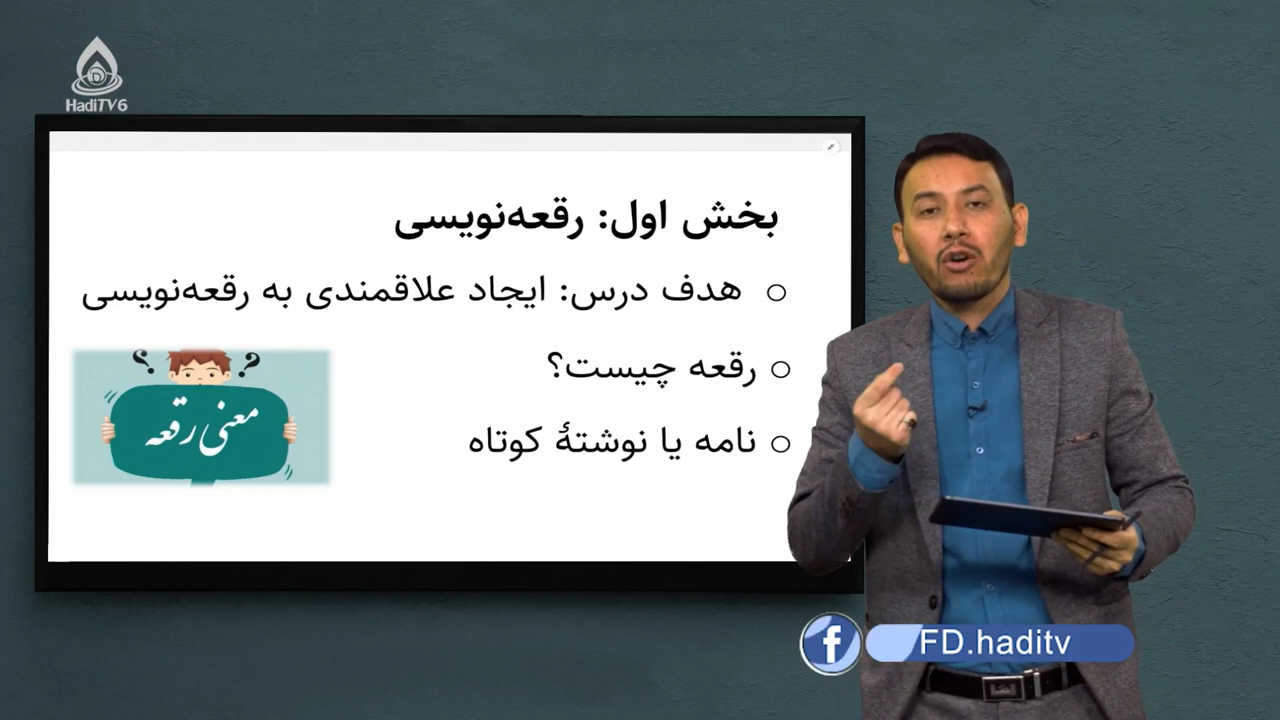 HadiTV6
بخش اول: رقعه‌نویسی
هدف درس: ایجاد علاقمندی به رقعه‌نویسی
رقعه چیست؟
نامه یا نوشتهٔ کوتاه
؟ ?
معنی رقعه
f FD.haditv